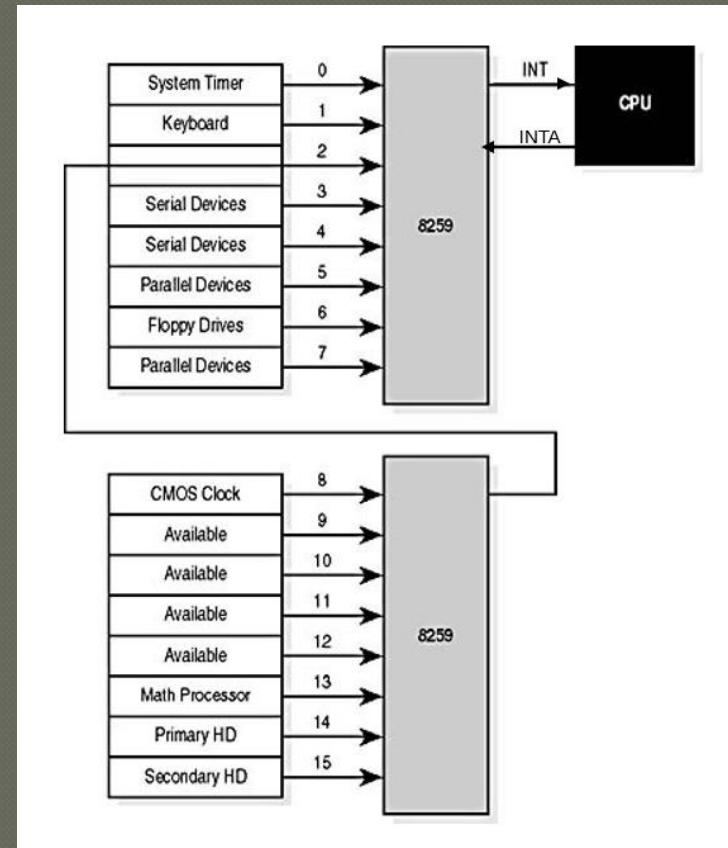 System Timer 0
Keyboard 1
2
Serial Devices 3
Serial Devices 4
Parallel Devices 5
Floppy Drives 6
Parallel Devices 7
8259
INT
INTA
CPU
CMOS Clock 8
Available 9
Available 10
Available 11
Available 12
Math Processor 13
Primary HD 14
Secondary HD 15
8259